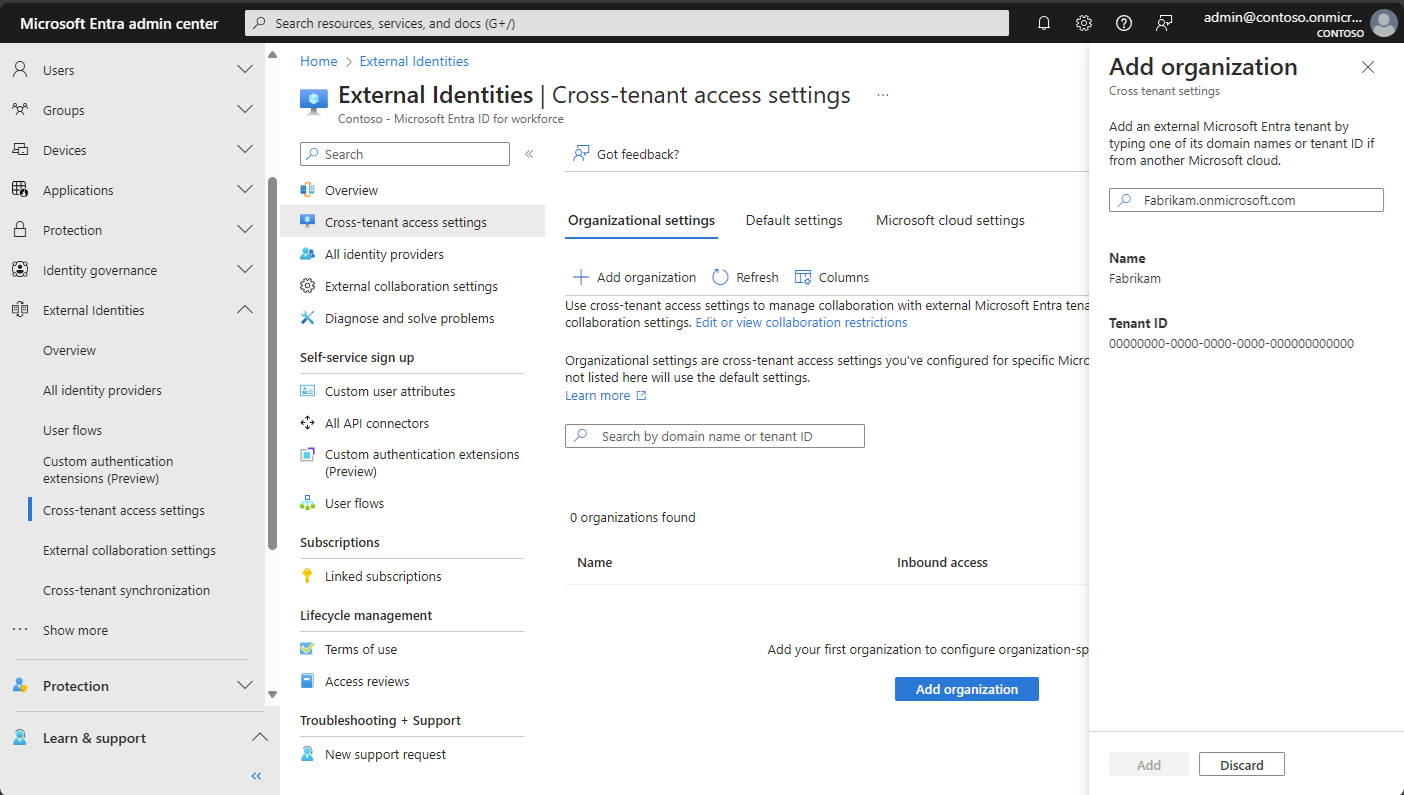 Microsoft Entra admin center
Search resources, services, and docs (G+/)
admin@contoso.onmicr...
CONTOSO
Users
Groups
Devices
Applications
Protection
Identity governance
External Identities
Overview
All identity providers
User flows
Custom authentication
extensions (Preview)
Cross-tenant access settings
External collaboration settings
Cross-tenant synchronization
Show more
Protection
Learn & support
Home > External Identities
External Identities | Cross-tenant access settings
Contoso - Microsoft Entra ID for workforce
Search
Overview
Cross-tenant access settings
All identity providers
External collaboration settings
Diagnose and solve problems
Self-service sign up
Custom user attributes
All API connectors
Custom authentication extensions
(Preview)
User flows
Subscriptions
Linked subscriptions
Lifecycle management
Terms of use
Access reviews
Troubleshooting + Support
New support request
Got feedback?
Organizational settings Default settings Microsoft cloud settings
Add organization Refresh Columns
Use cross-tenant access settings to manage collaboration with external Microsoft Entra tena
collaboration settings. Edit or view collaboration restrictions
Organizational settings are cross-tenant access settings you've configured for specific Micro
not listed here will use the default settings.
Learn more
Search by domain name or tenant ID
0 organizations found
Name Inbound access
Add your first organization to configure organization-sp
Add organization
Add organization
Cross tenant settings
Add an external Microsoft Entra tenant by
typing one of its domain names or tenant ID if
from another Microsoft cloud.
Fabrikam.onmicrosoft.com
Name
Fabrikam
Tenant ID
00000000-0000-0000-0000-000000000000
Add Discard